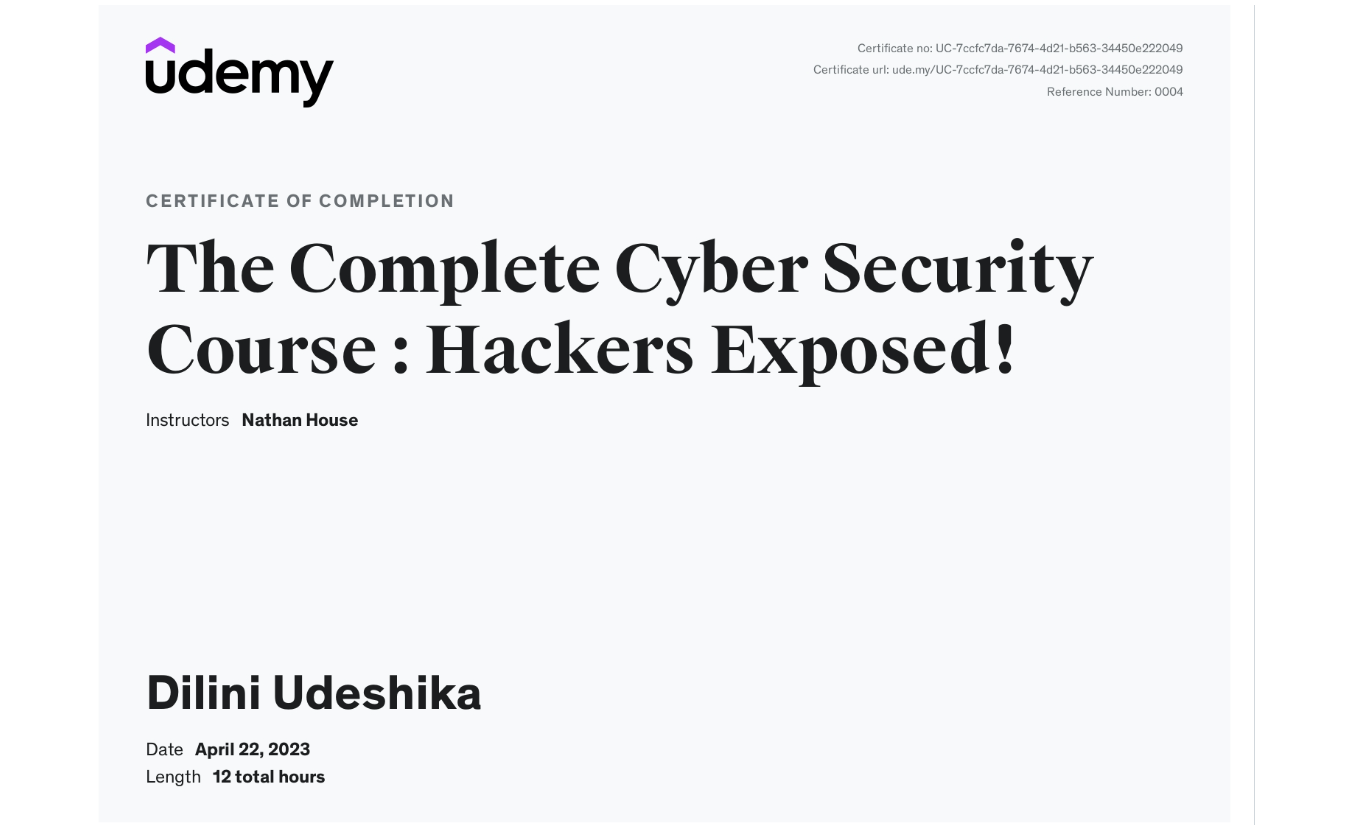 udemy
Certificate no: UC-7ccfc7da-7674-4d21-b563-34450e222049
Certificate url: ude.my/UC-7ccfc7da-7674-4d21-b563-34450e222049
Reference Number: 0004
CERTIFICATE OF COMPLETION
The Complete Cyber Security
Course : Hackers Exposed!
Instructors Nathan House
Dilini Udeshika
Date April 22, 2023
Length 12 total hours